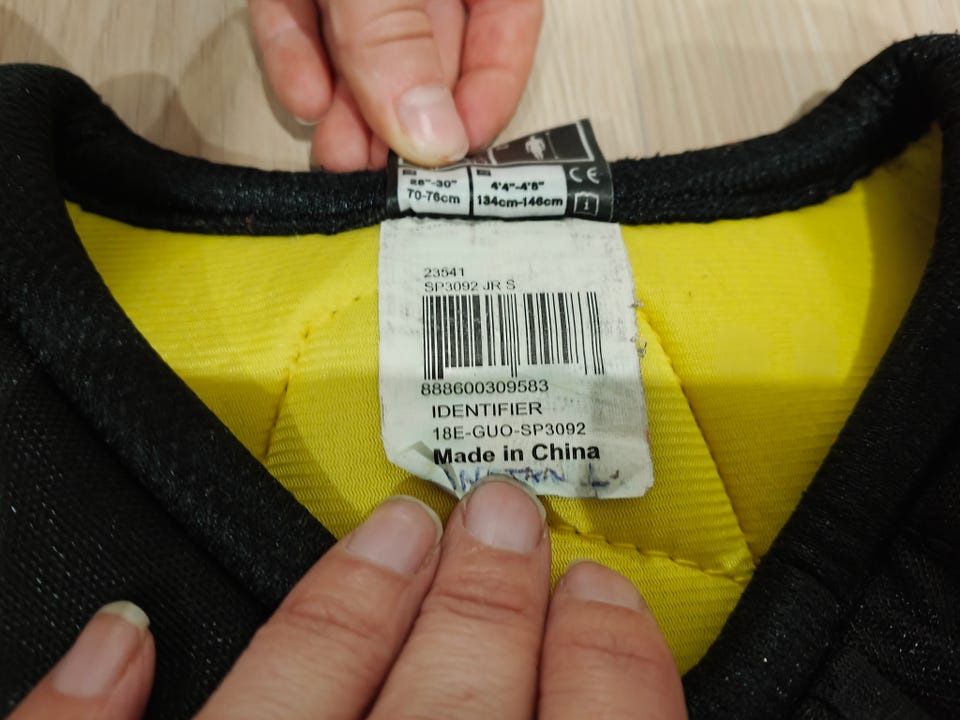 28"-30"
70-76cm
4'4"-4'8"
134cm-146cm
CE
i
23541
SP3092 JR S
888600309583
IDENTIFIER
18E-GUO-SP3092
Made in China